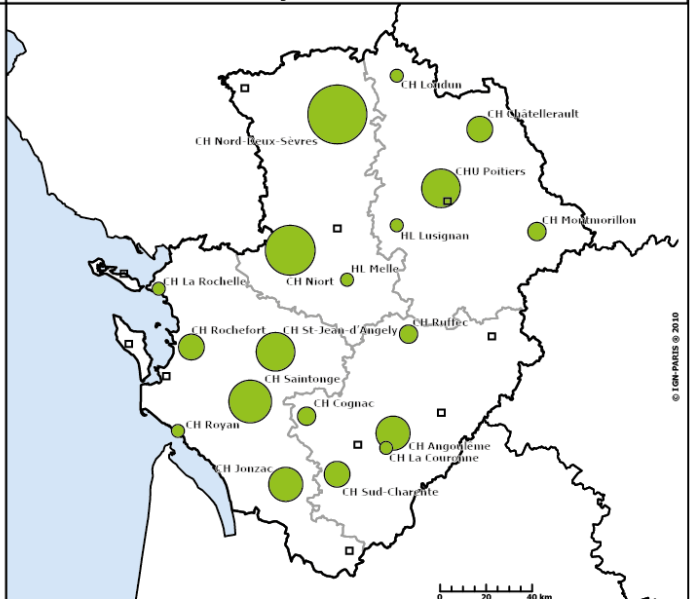 CH Loudun
CH Châtellerault
CH Nord-Deux-Sèvres
CHU Poitiers
CH Montmorillon
HL Lusignan
HL Melle
CH Niort
CH La Rochelle
CH Ruffec
CH Rochefort
CH St-Jean-d'Angely
CH Saintonge
CH Cognac
CH Royan
CH Angoulême
CH La Couronne
CH Jonzac
CH Sud-Charente
© IGN-PARIS ® 2010
0 20 40 km